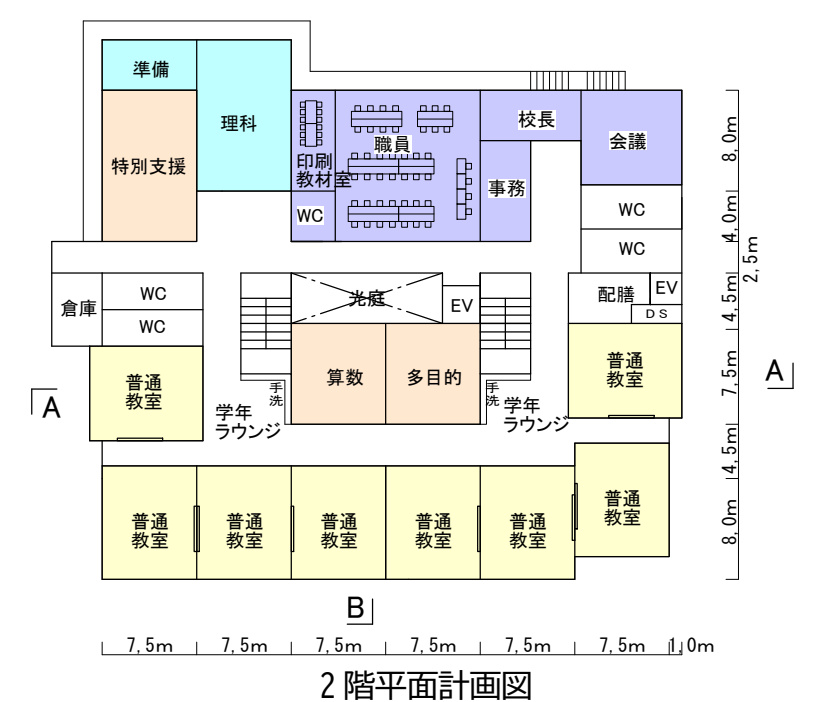 準備
理科
特別支援
印刷
教材室
職員
校長
会議
事務
WC
WC
WC
8,0m
4,0m
2,5m
4,5m
7,5m
4,5m
8,0m
倉庫
WC
WC
光庭
EV
配膳
EV
DS
普通
教室
算数
多目的
普通
教室
手
洗
手
洗
学年
ラウンジ
学年
ラウンジ
A
A
普通
教室
普通
教室
普通
教室
普通
教室
普通
教室
普通
教室
B
7,5m
7,5m
7,5m
7,5m
7,5m
7,5m
1,0m
2階平面計画図